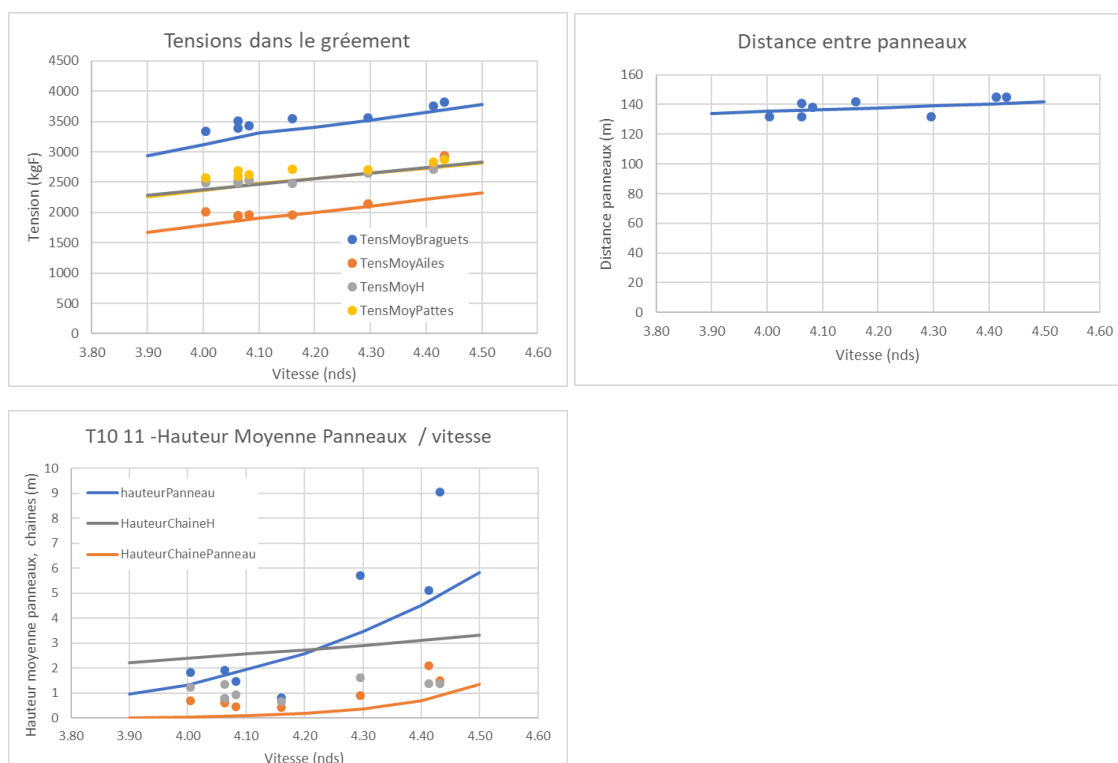 Tensions dans le gréement
Tension (kgF)
4500
4000
3500
3000
2500
2000
1500
1000
500
0
TensMoyBraguets
TensMoyAiles
TensMoyH
TensMoyPattes
3.80 3.90 4.00 4.10 4.20 4.30 4.40 4.50 4.60
Vitesse (nds)
Distance entre panneaux
Distance panneaux (m)
160
140
120
100
80
60
40
20
0
3.80 3.90 4.00 4.10 4.20 4.30 4.40 4.50 4.60
Vitesse (nds)
T10 11 -Hauteur Moyenne Panneaux / vitesse
Hauteur moyenne panneaux, chaines (m)
10
9
8
7
6
5
4
3
2
1
0
hauteurPanneau
HauteurChaineH
HauteurChainePanneau
3.80 3.90 4.00 4.10 4.20 4.30 4.40 4.50 4.60
Vitesse (nds)